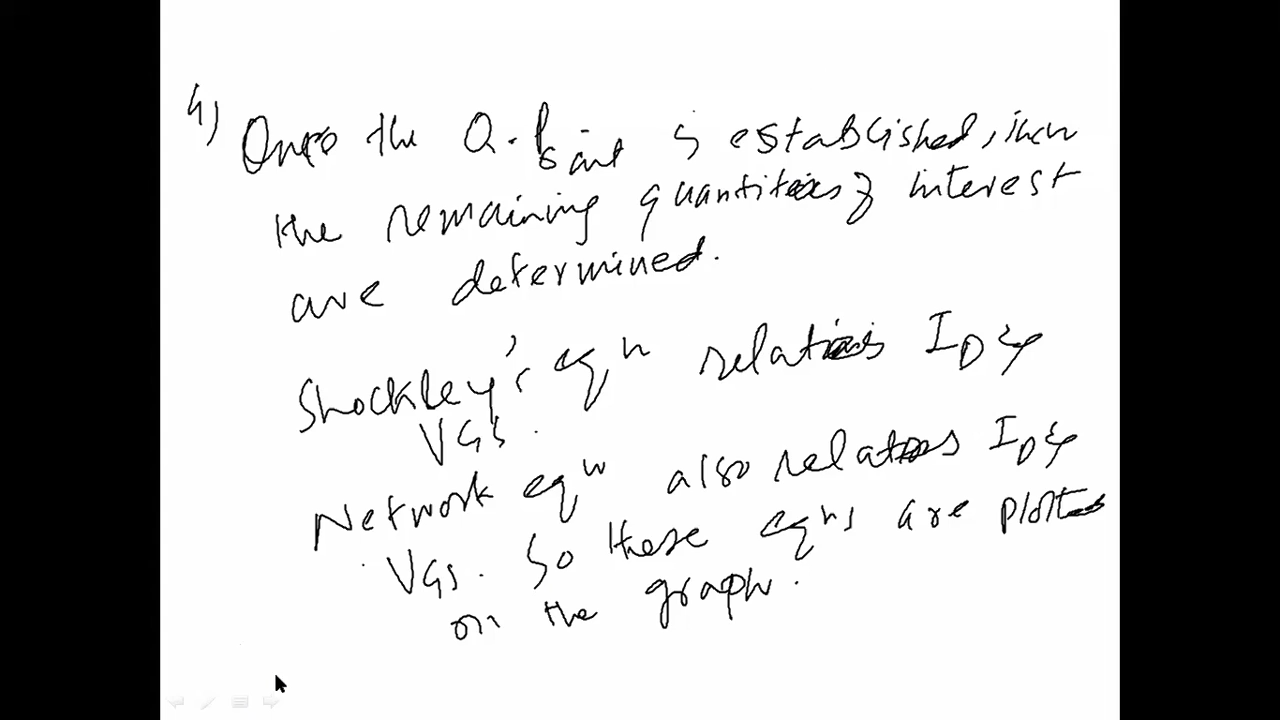 4) Once the Q. Point is established, then
the remaining quantities of interest
are determined.
Shockley's eqn relates ID &
VGS.
Network eqn also relates ID &
VGS. So these eqns are plotted
on the graph.